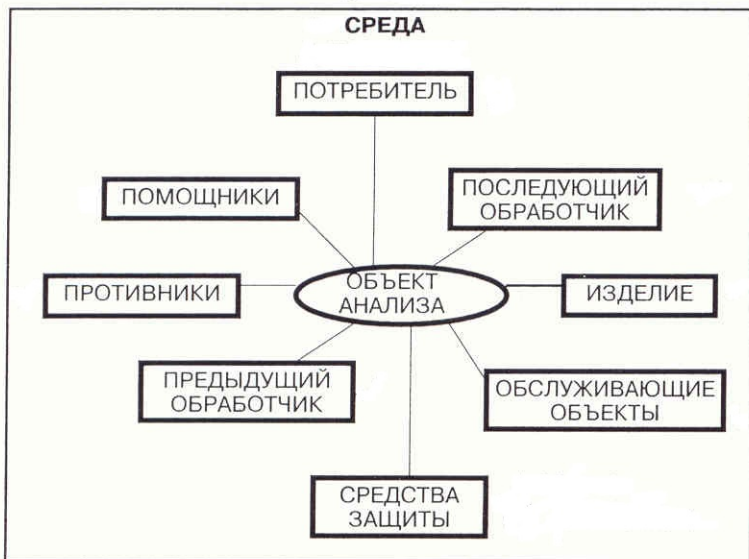 СРЕДА
ПОТРЕБИТЕЛЬ
ПОМОЩНИКИ
ПОСЛЕДУЮЩИЙ
ОБРАБОТЧИК
ПРОТИВНИКИ
ОБЪЕКТ
АНАЛИЗА
ИЗДЕЛИЕ
ПРЕДЫДУЩИЙ
ОБРАБОТЧИК
ОБСЛУЖИВАЮЩИЕ
ОБЪЕКТЫ
СРЕДСТВА
ЗАЩИТЫ